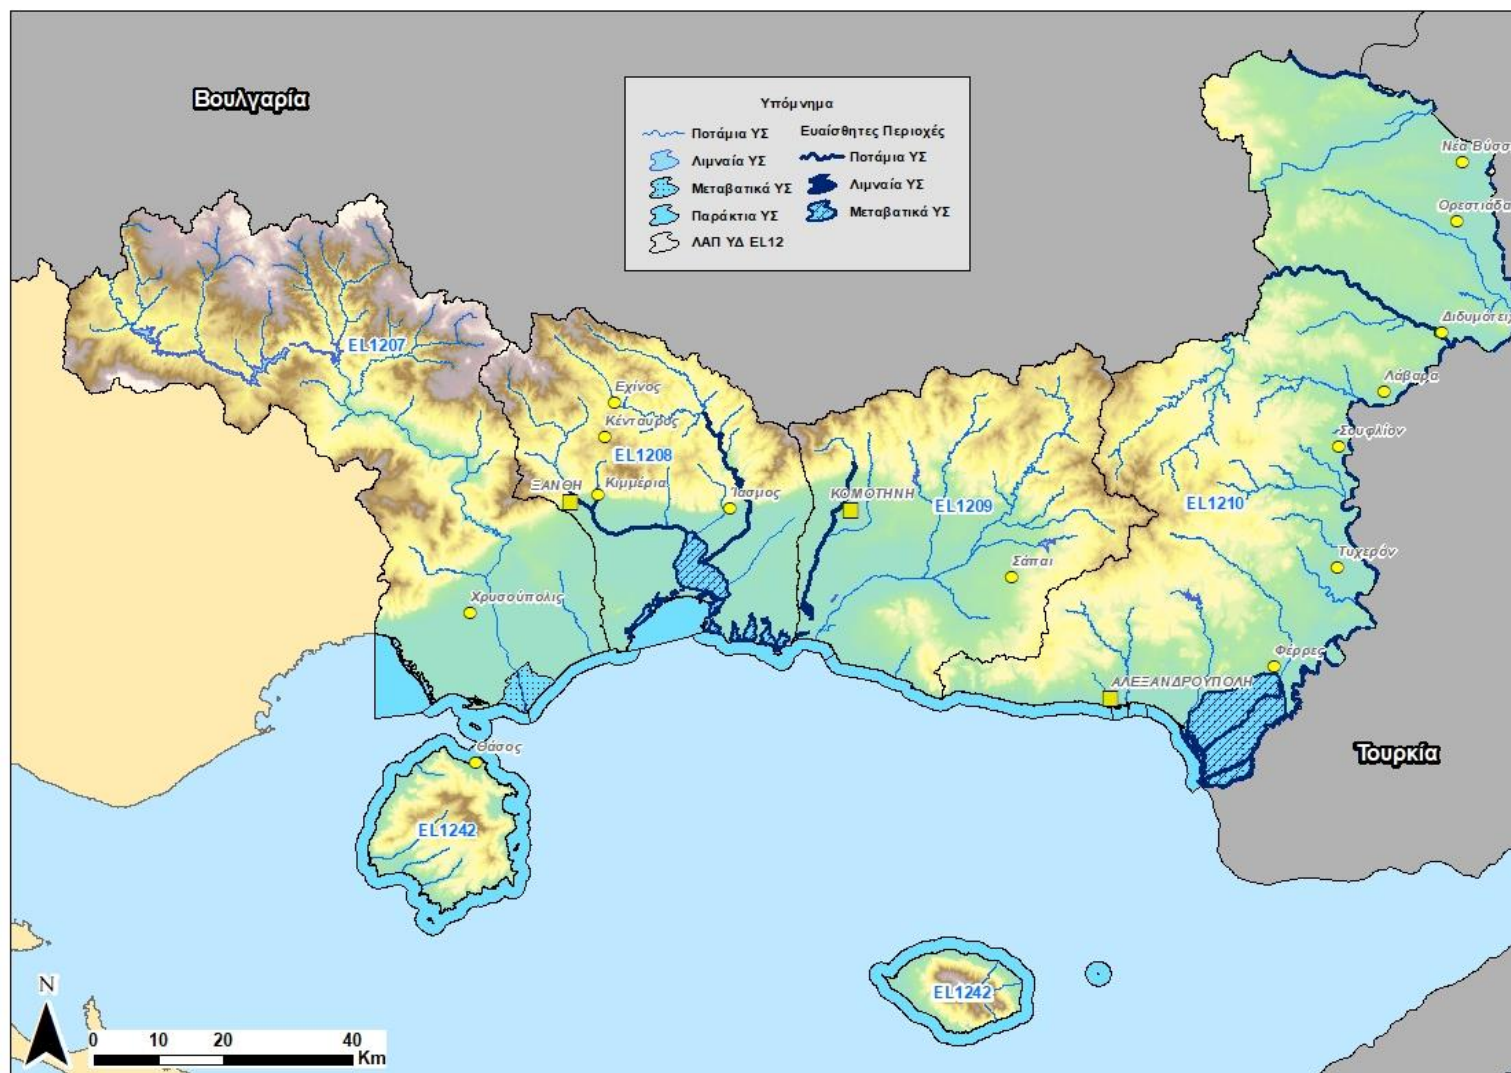 Βουλγαρία
Υπόμνημα
Ποτάμια ΥΣ
Ευαίσθητες Περιοχές
Λιμναία ΥΣ
Ποτάμια ΥΣ
Μεταβατικά ΥΣ
Λιμναία ΥΣ
Παράκτια ΥΣ
Μεταβατικά ΥΣ
ΛΑΠ ΥΔ EL12
Νέα Βύσσ
Ορεστιάδα
Διδυμότει
EL1207
Εχίνος
Λάβαρα
Κένταυρος
Σουφλίον
EL1208
ΞΑΝΘΗ
Κιμμέρια
Ίασμος
ΚΟΜΟΤΗΝΗ
EL1209
EL1210
Τυχερόν
Σάπαι
Χρυσούπολις
Φέρρες
ΑΛΕΞΑΝΔΡΟΥΠΟΛΗ
Θάσος
Τουρκία
EL1242
EL1242
N
0 10 20 40
Km